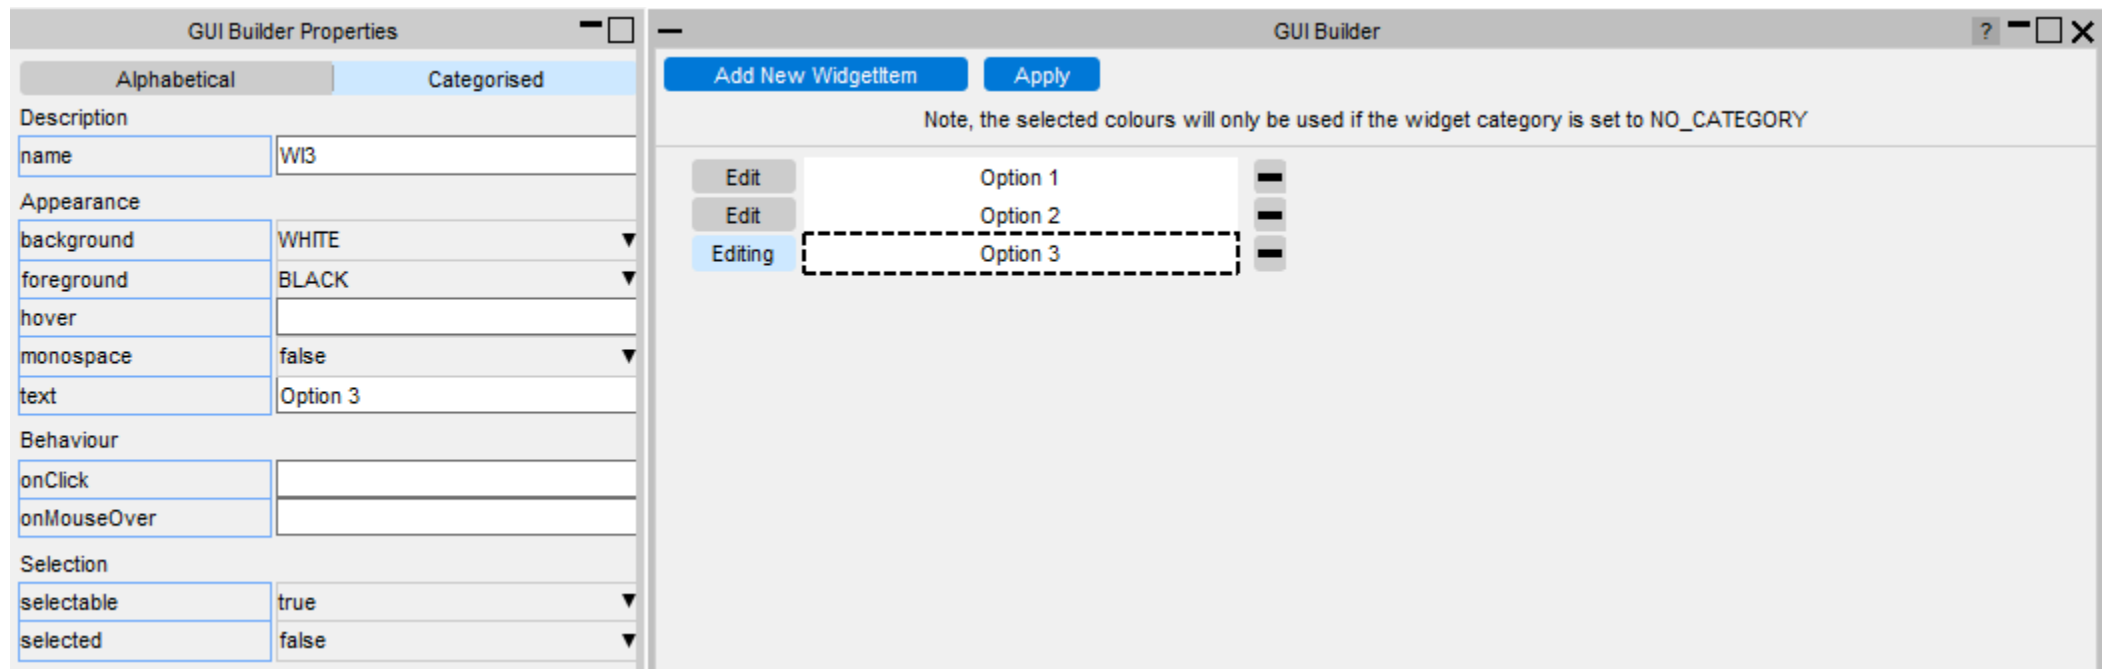 GUI Builder Properties
Alphabetical Categorised
Description
name WI3
Appearance
background WHITE
foreground BLACK
hover
monospace false
text Option 3
Behaviour
onClick
onMouseOver
Selection
selectable true
selected false
GUI Builder ?
Add New WidgetItem Apply
Note, the selected colours will only be used if the widget category is set to NO_CATEGORY
Edit Option 1
Edit Option 2
Editing Option 3